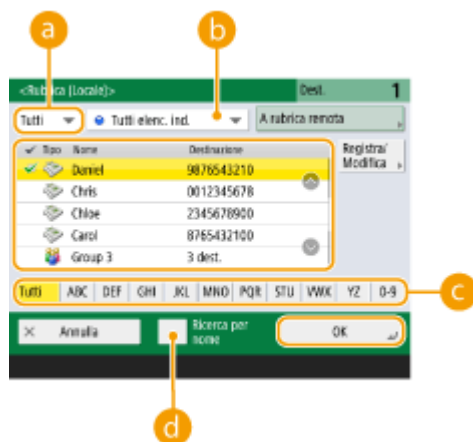 a
b
<Rubrica (Locale)> Dest. 1
Tutti Tutti elenc. ind. A rubrica remota
Tipo Nome Destinazione
Registra/
Modifica
Daniel 9876543210
Chris 0012345678
Chloe 2345678900
Carol 8765432100
Group 3 3 dest.
Tutti ABC DEF GHI JKL MNO PQR STU VWX YZ 0-9
c
Annulla
Ricerca per
nome
OK
d